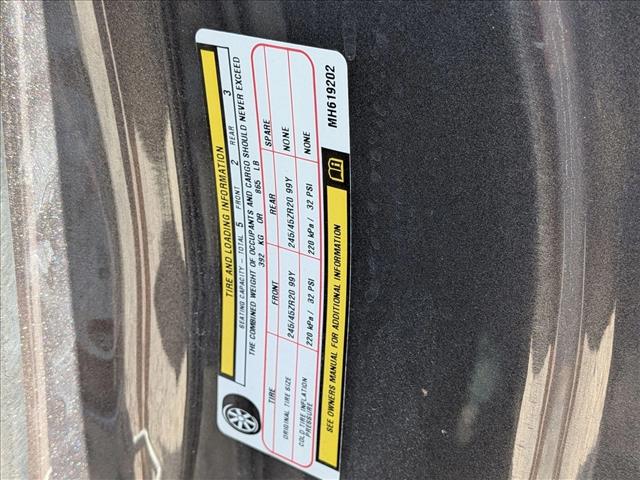 TIRE AND LOADING INFORMATION
SEATING CAPACITY - TOTAL 5 FRONT 2 REAR 3
THE COMBINED WEIGHT OF OCCUPANTS AND CARGO SHOULD NEVER EXCEED
392 KG OR 865 LB
TIRE FRONT REAR SPARE
ORIGINAL TIRE SIZE 245/45ZR20 99Y 245/45ZR20 99Y NONE
COLD TIRE INFLATION PRESSURE 220 kPa / 32 PSI 220 kPa / 32 PSI NONE
SEE OWNERS MANUAL FOR ADDITIONAL INFORMATION
MH619202